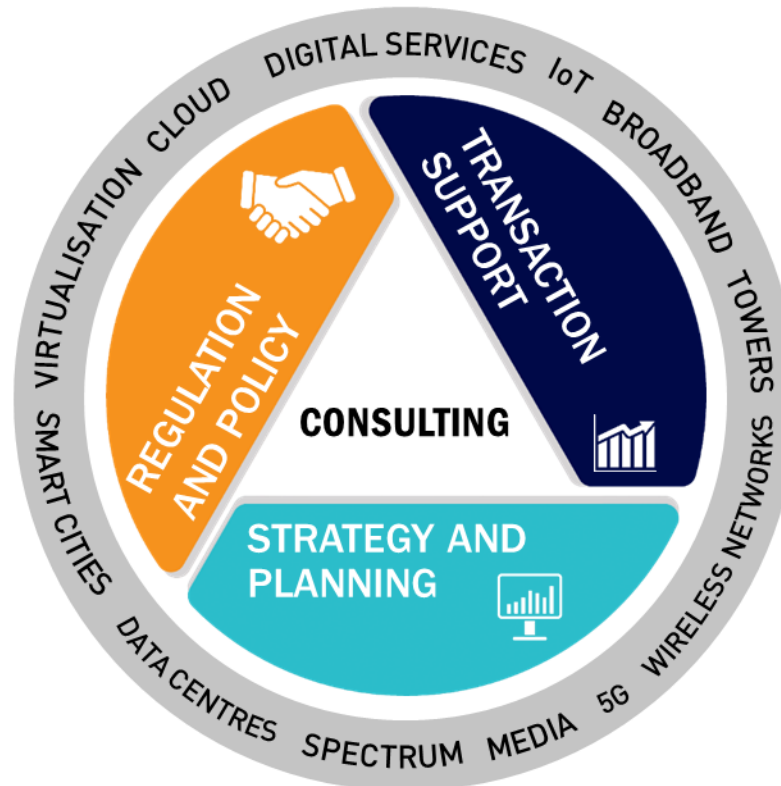 DIGITAL SERVICES
IoT
BROADBAND
TOWERS
WIRELESS NETWORKS
5G
MEDIA
SPECTRUM
DATA CENTRES
SMART CITIES
VIRTUALISATION
CLOUD
REGULATION
AND POLICY
TRANSACTION
SUPPORT
CONSULTING
STRATEGY AND
PLANNING